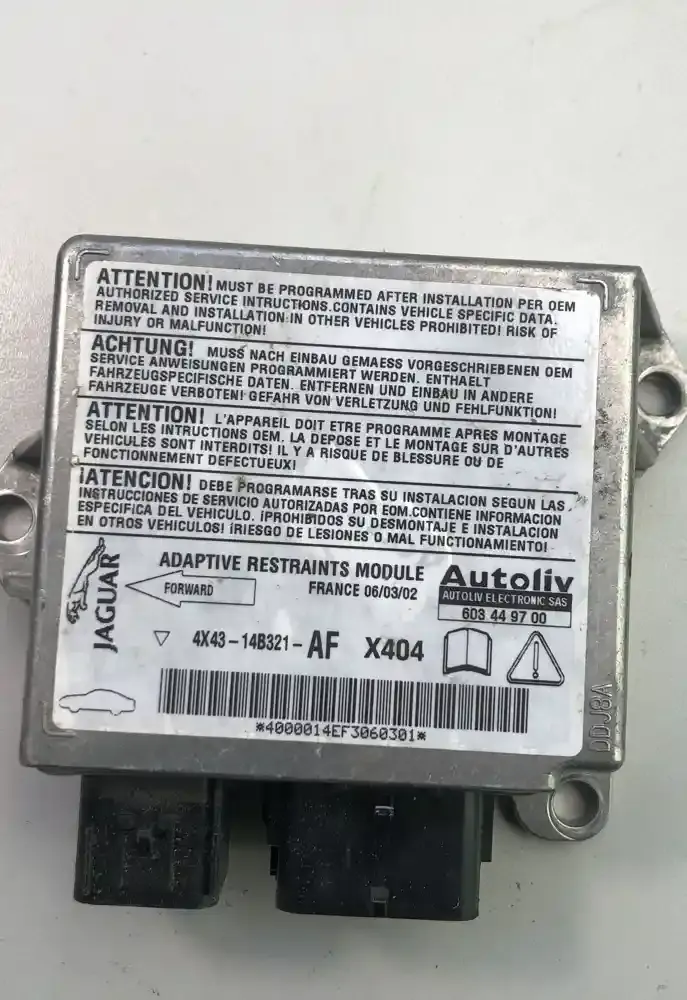 ATTENTION! MUST BE PROGRAMMED AFTER INSTALLATION PER OEM
AUTHORIZED SERVICE INTRUCTIONS.CONTAINS VEHICLE SPECIFIC DATA.
REMOVAL AND INSTALLATION IN OTHER VEHICLES PROHIBITED! RISK OF
INJURY OR MALFUNCTION!
ACHTUNG! MUSS NACH EINBAU GEMAESS VORGESCHRIEBENEN OEM
SERVICE ANWEISUNGEN PROGRAMMIERT WERDEN. ENTHAELT
FAHRZEUGSPEZIFISCHE DATEN. ENTFERNEN UND EINBAU IN ANDERE
FAHRZEUGE VERBOTEN! GEFAHR VON VERLETZUNG UND FEHLFUNKTION!
ATTENTION! L'APPAREIL DOIT ETRE PROGRAMME APRES MONTAGE
SELON LES INTRUCTIONS OEM. LA DEPOSE ET LE MONTAGE SUR D'AUTRES
VEHICULES SONT INTERDITS! IL Y A RISQUE DE BLESSURE OU DE
FONCTIONNEMENT DEFECTUEUX!
¡ATENCION! DEBE PROGRAMARSE TRAS SU INSTALACION SEGUN LAS
INSTRUCCIONES DE SERVICIO AUTORIZADAS POR EOM.CONTIENE INFORMACION
ESPECIFICA DEL VEHICULO. ¡PROHIBIDOS SU DESMONTAJE E INSTALACION
EN OTROS VEHICULOS! ¡RIESGO DE LESIONES O MAL FUNCIONAMIENTO!
JAGUAR
ADAPTIVE RESTRAINTS MODULE
FORWARD
FRANCE 06/03/02
Autoliv
AUTOLIV ELECTRONIC SAS
603 44 97 00
4X43-14B321-AF X404
*4000014EF3060301*
DDJ8A